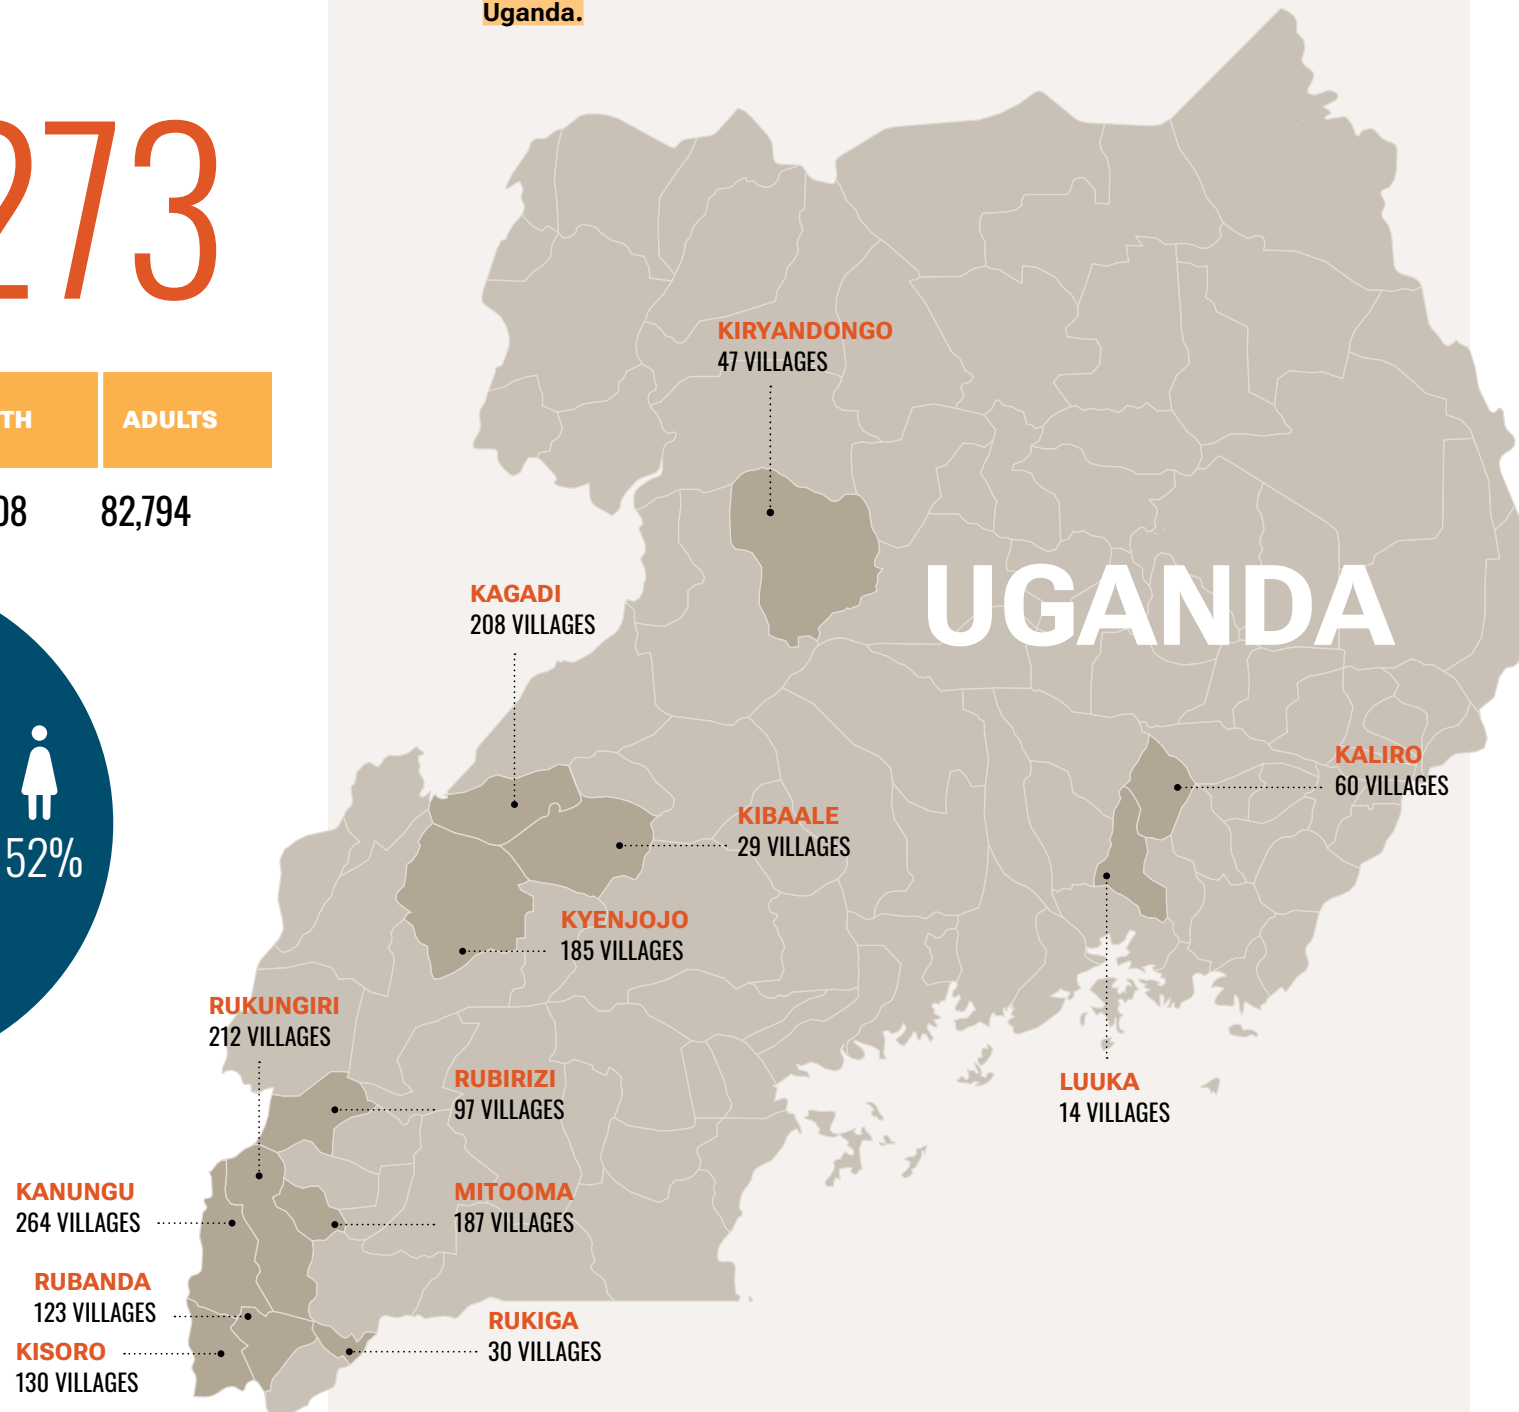 Uganda.
273
ADULTS
82,794
52%
KIRYANDONGO
47 VILLAGES
UGANDA
KAGADI
208 VILLAGES
KALIRO
60 VILLAGES
KIBAALE
29 VILLAGES
KYENJOJO
185 VILLAGES
RUKUNGIRI
212 VILLAGES
RUBIRIZI
97 VILLAGES
LUUKA
14 VILLAGES
KANUNGU
264 VILLAGES
MITOOMA
187 VILLAGES
RUBANDA
123 VILLAGES
RUKIGA
30 VILLAGES
KISORO
130 VILLAGES